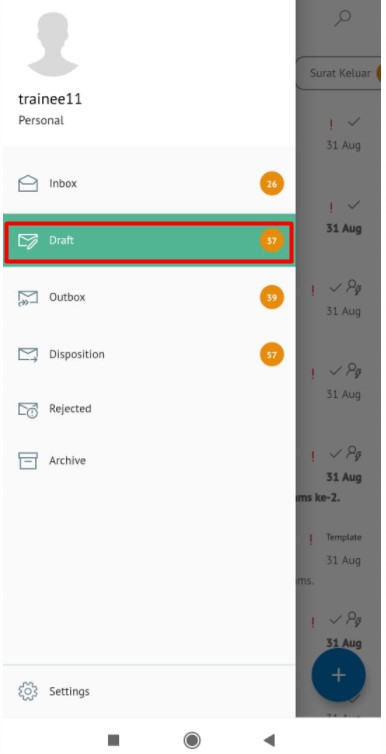 trainee11
Personal
Inbox 26
Draft 37
Outbox 39
Disposition 57
Rejected
Archive
Settings
Surat Keluar
31 Aug
31 Aug
31 Aug
31 Aug
31 Aug
ms ke-2.
Template
31 Aug
ms.
31 Aug